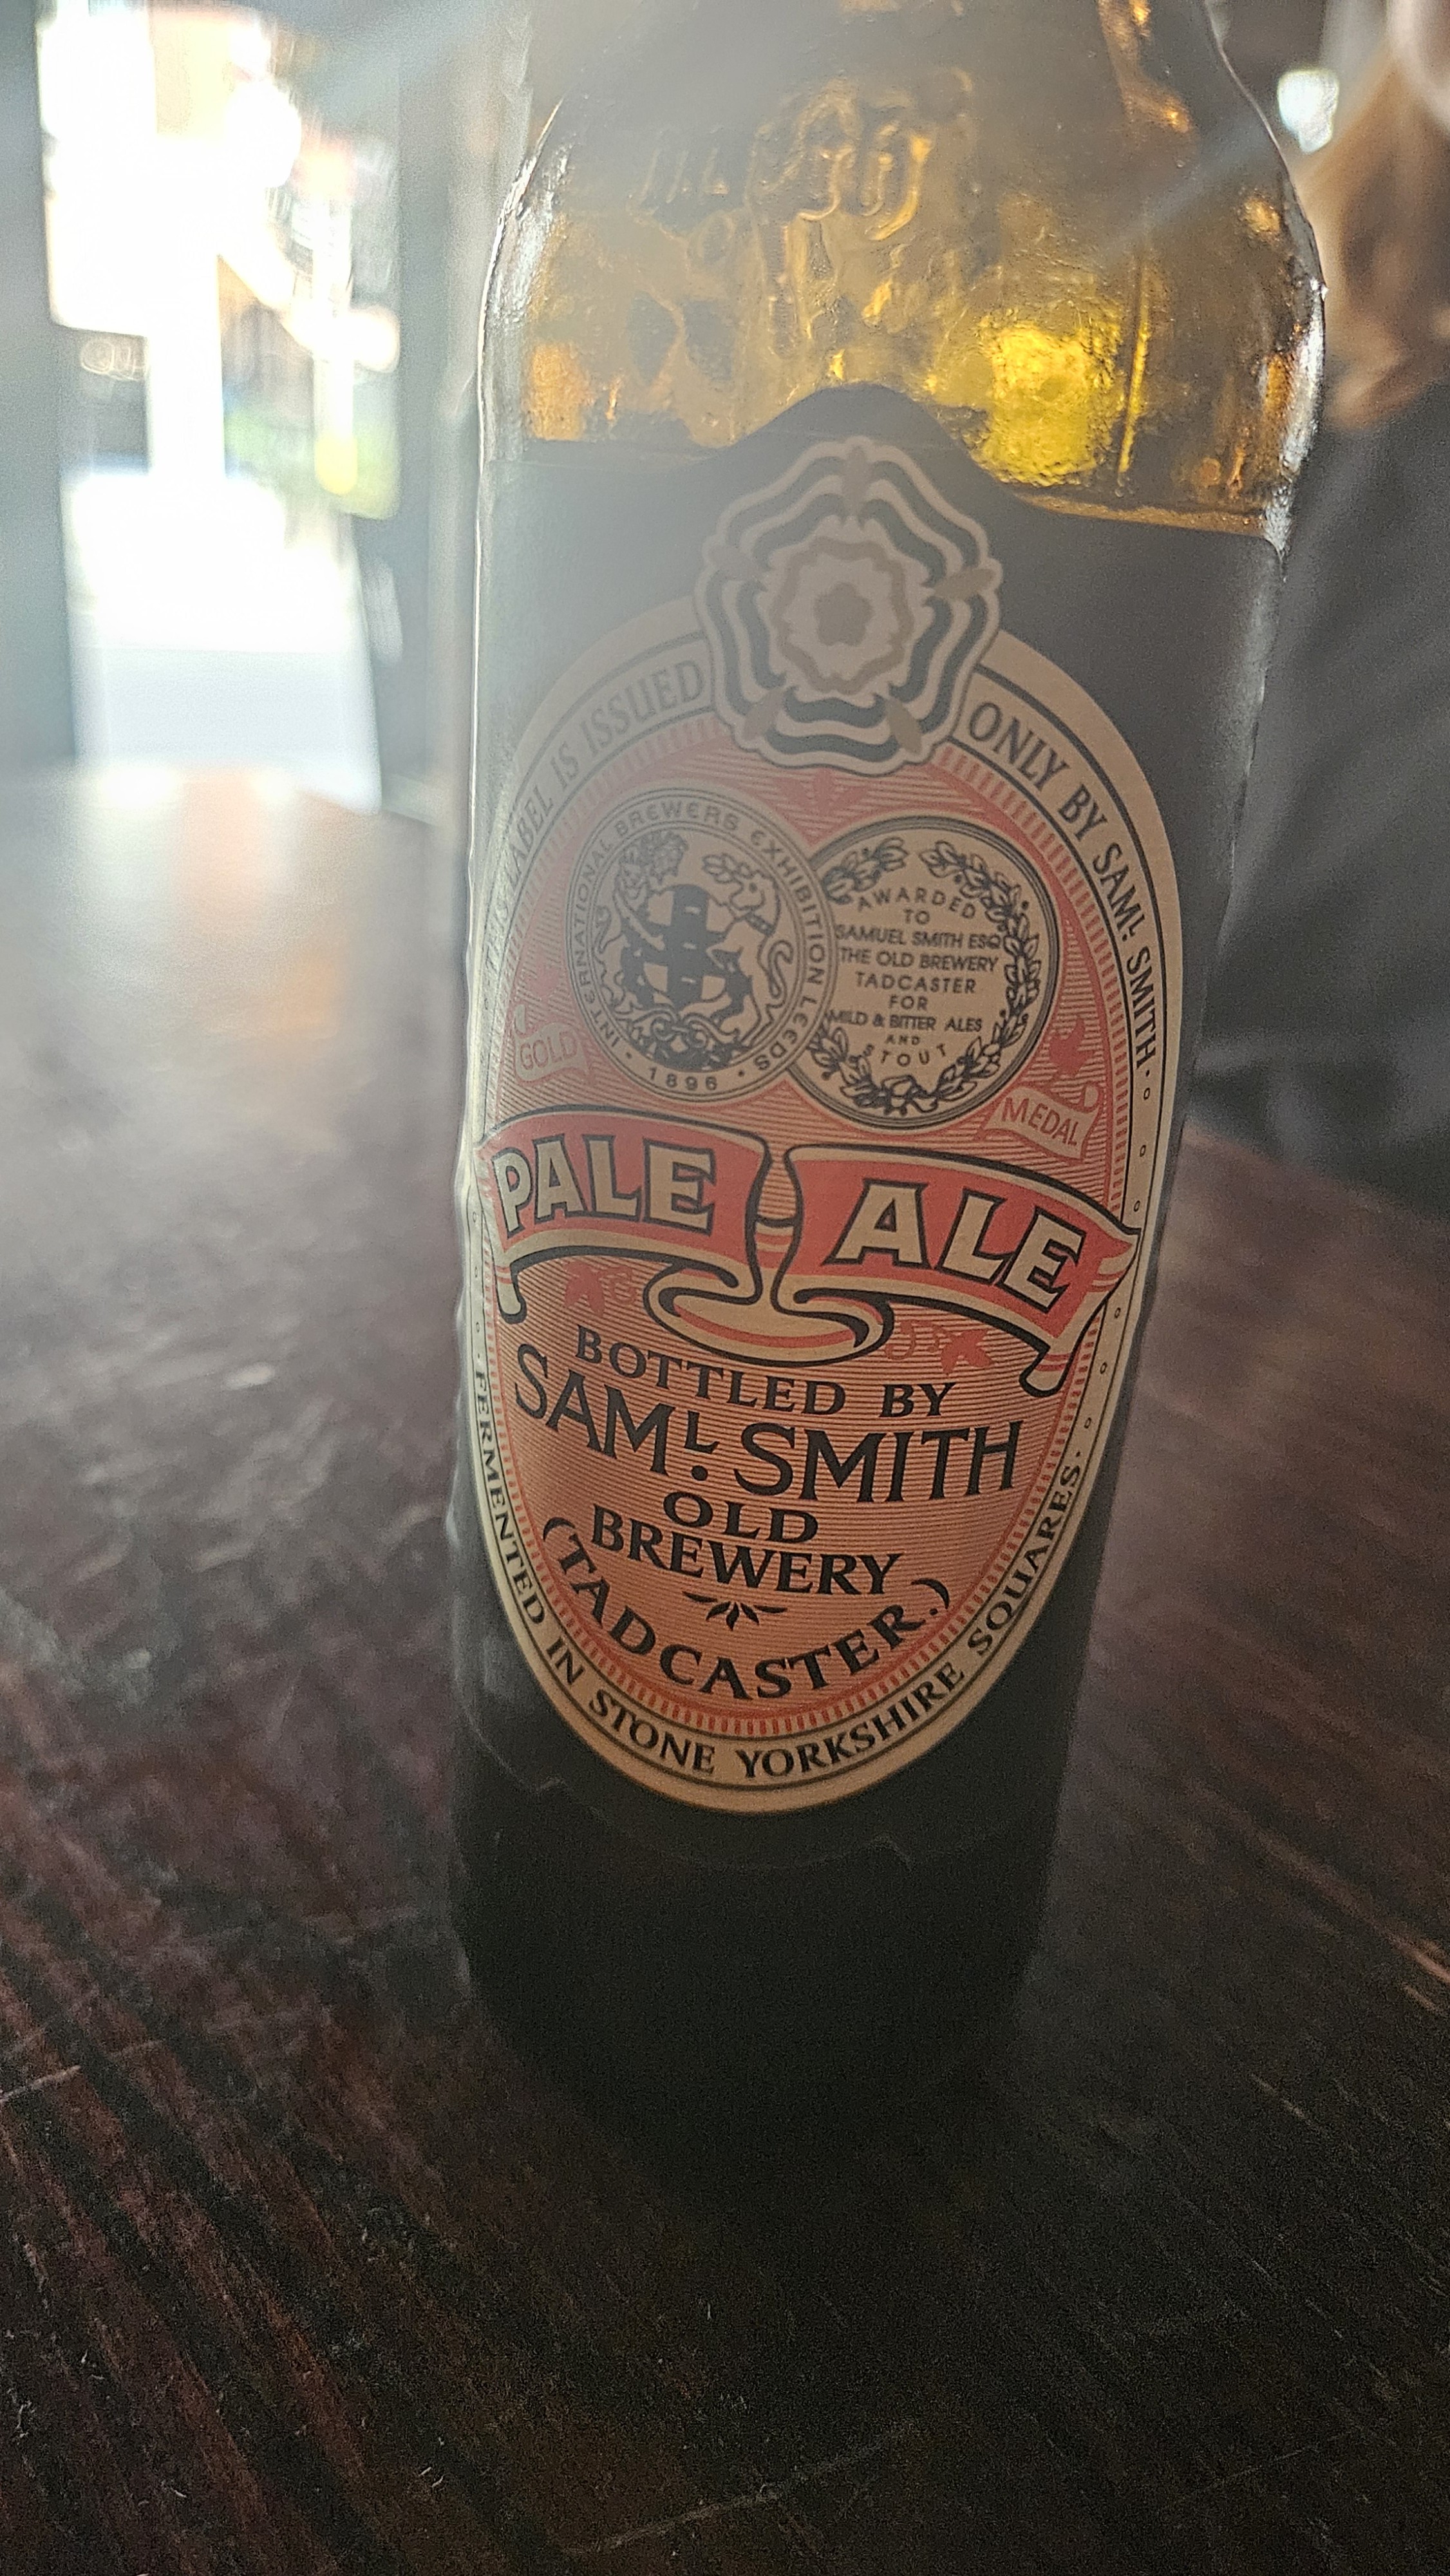 LABEL IS ISSUED ONLY BY SAML. SMITH.
INTERNATIONAL BREWERS EXHIBITION LEEDS
· 1896 ·
AWARDED
TO
SAMUEL SMITH ESQ
THE OLD BREWERY
TADCASTER
FOR
MILD & BITTER ALES
AND
STOUT
GOLD
MEDAL
PALE ALE
BOTTLED BY
SAML. SMITH
OLD
BREWERY
(TADCASTER.)
· FERMENTED IN STONE YORKSHIRE SQUARES ·